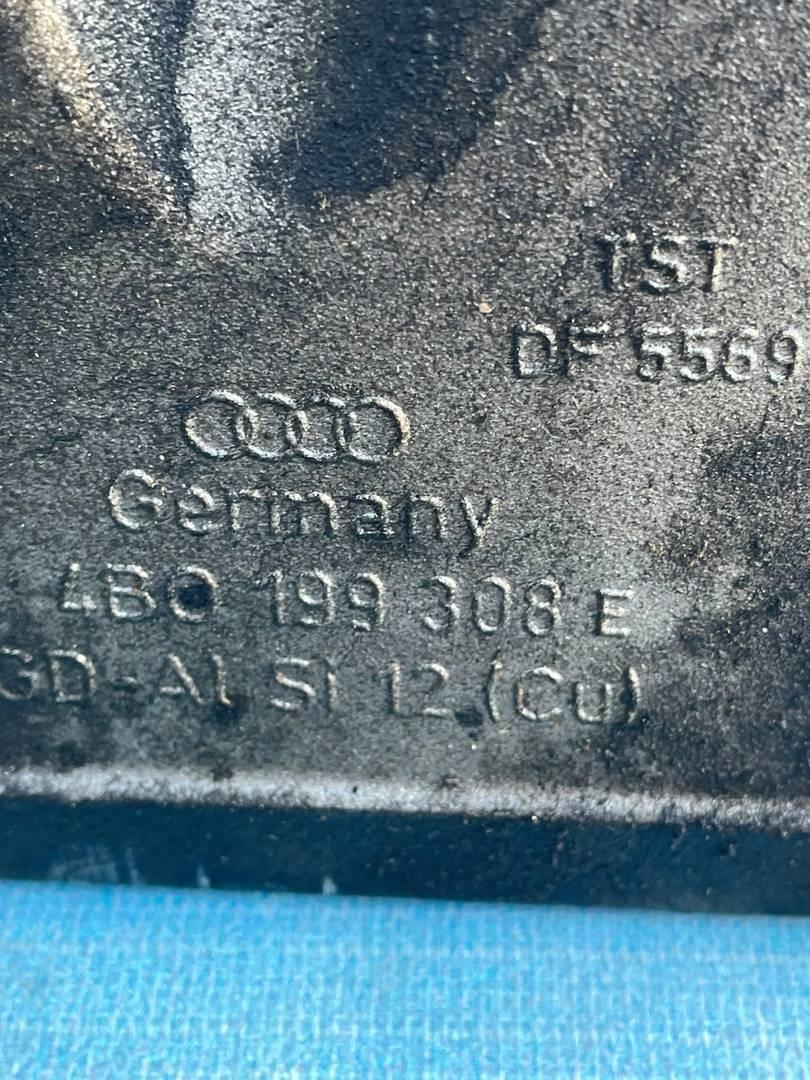 TST
DF 5569
Germany
4B0 199 308 E
GD-Al Si 12 (Cu)